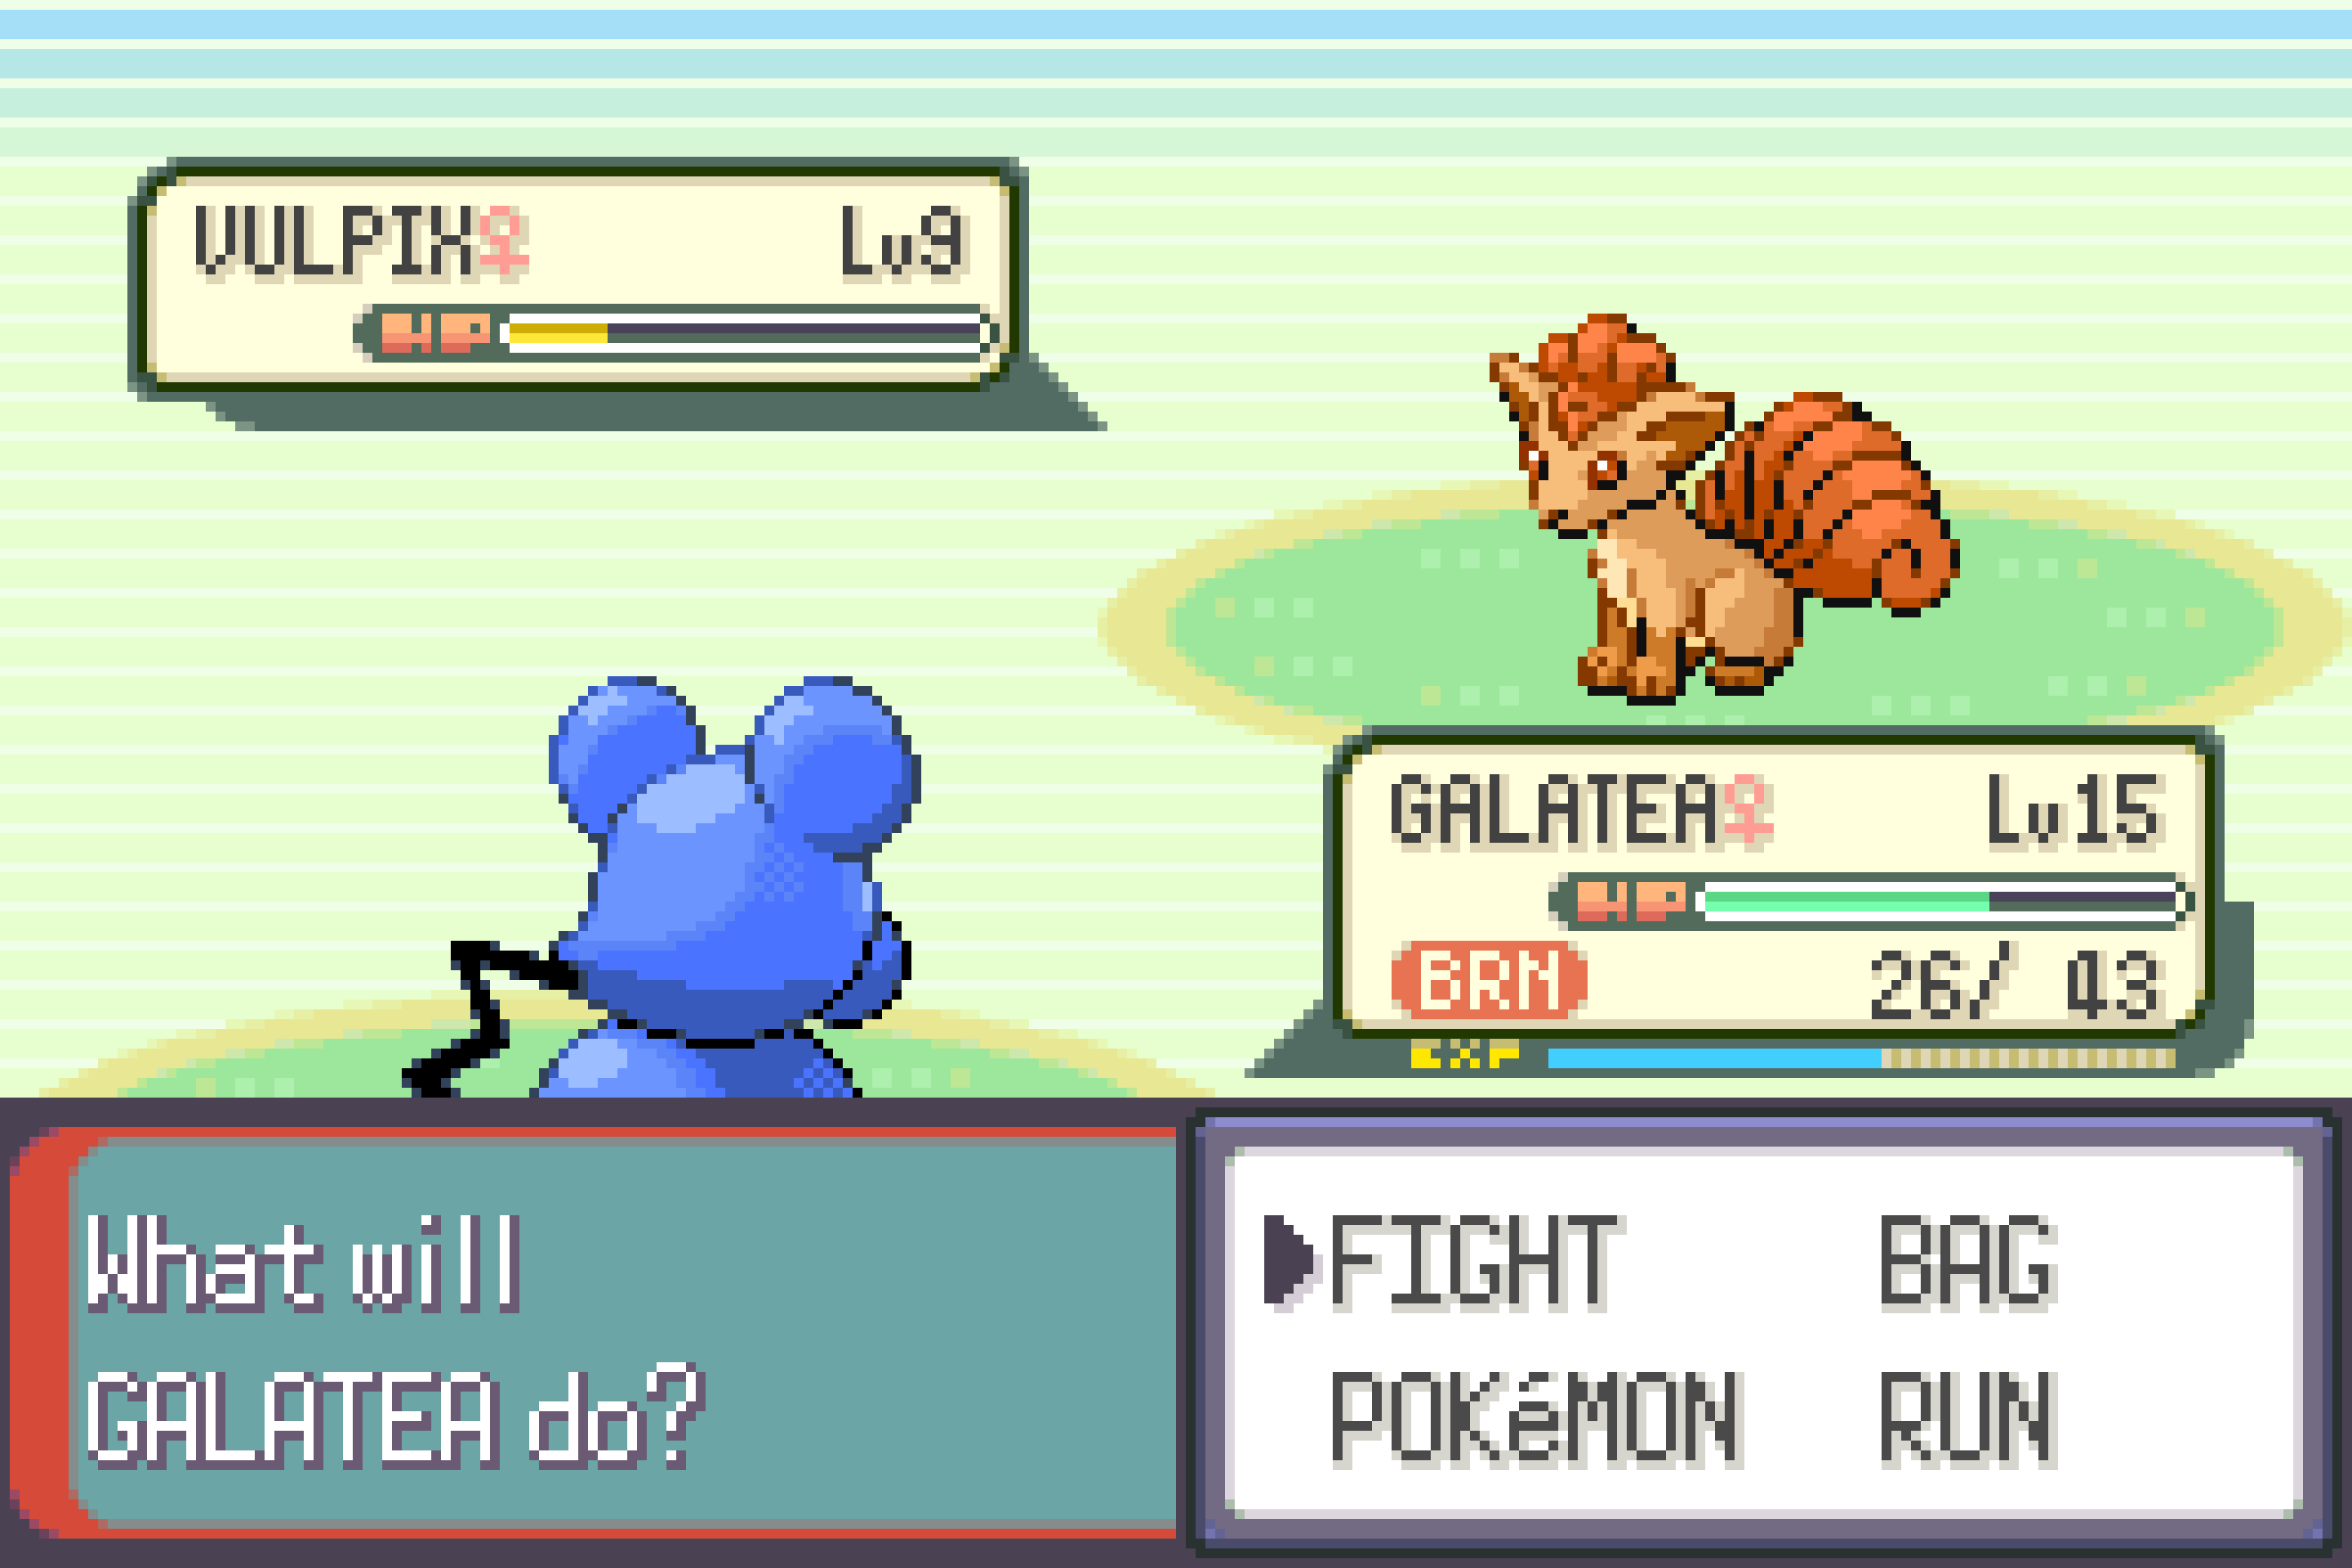 VULPIX♀ Lv9
HP
GALATEA♀ Lv15
HP
BRN 26/ 43
EXP
What will
GALATEA do?
FIGHT BAG
POKéMON RUN